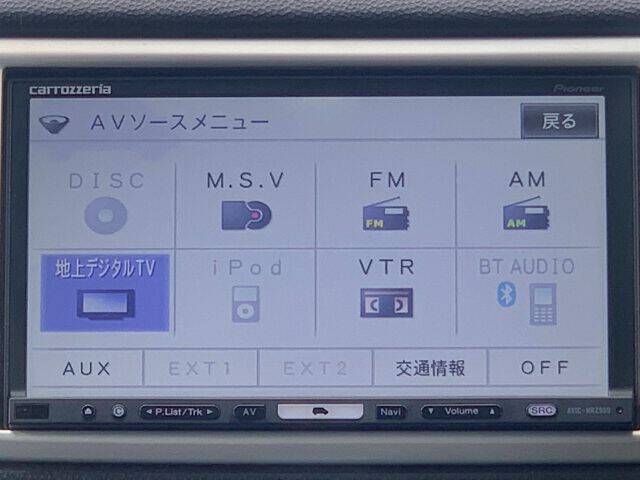 carrozzeria Pioneer
AVソースメニュー 戻る
DISC M.S.V FM AM
FM AM
地上デジタルTV iPod VTR BT AUDIO
AUX EXT1 EXT2 交通情報 OFF
P.List/Trk AV Navi Volume SRC AVIC-HRZ990